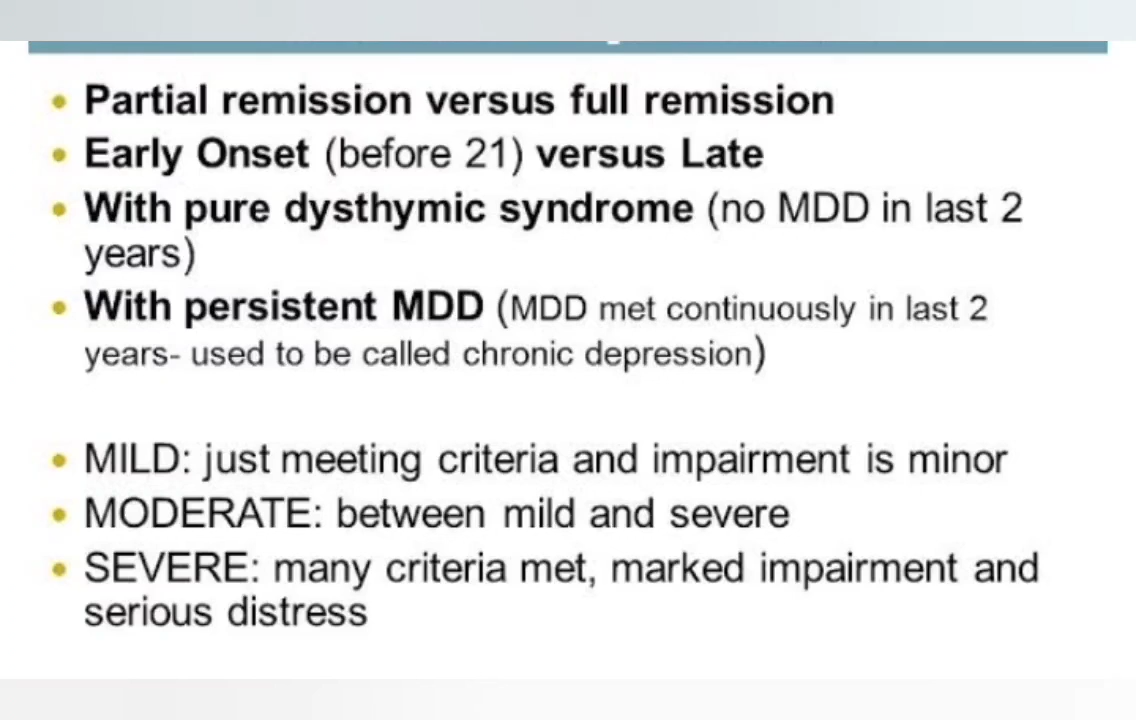 Partial remission versus full remission
Early Onset (before 21) versus Late
With pure dysthymic syndrome (no MDD in last 2
years)
With persistent MDD (MDD met continuously in last 2
years- used to be called chronic depression)
MILD: just meeting criteria and impairment is minor
MODERATE: between mild and severe
SEVERE: many criteria met, marked impairment and
serious distress